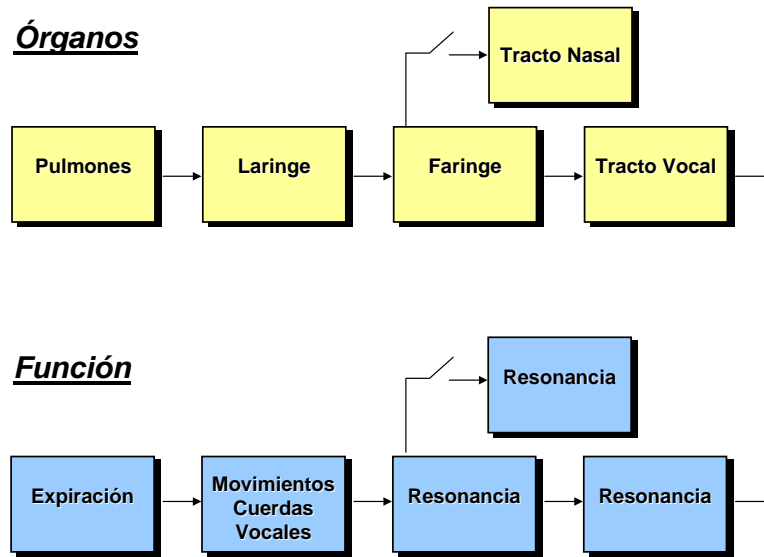 Órganos
Tracto Nasal
Pulmones
Laringe
Faringe
Tracto Vocal
Función
Resonancia
Expiración
Movimientos
Cuerdas
Vocales
Resonancia
Resonancia